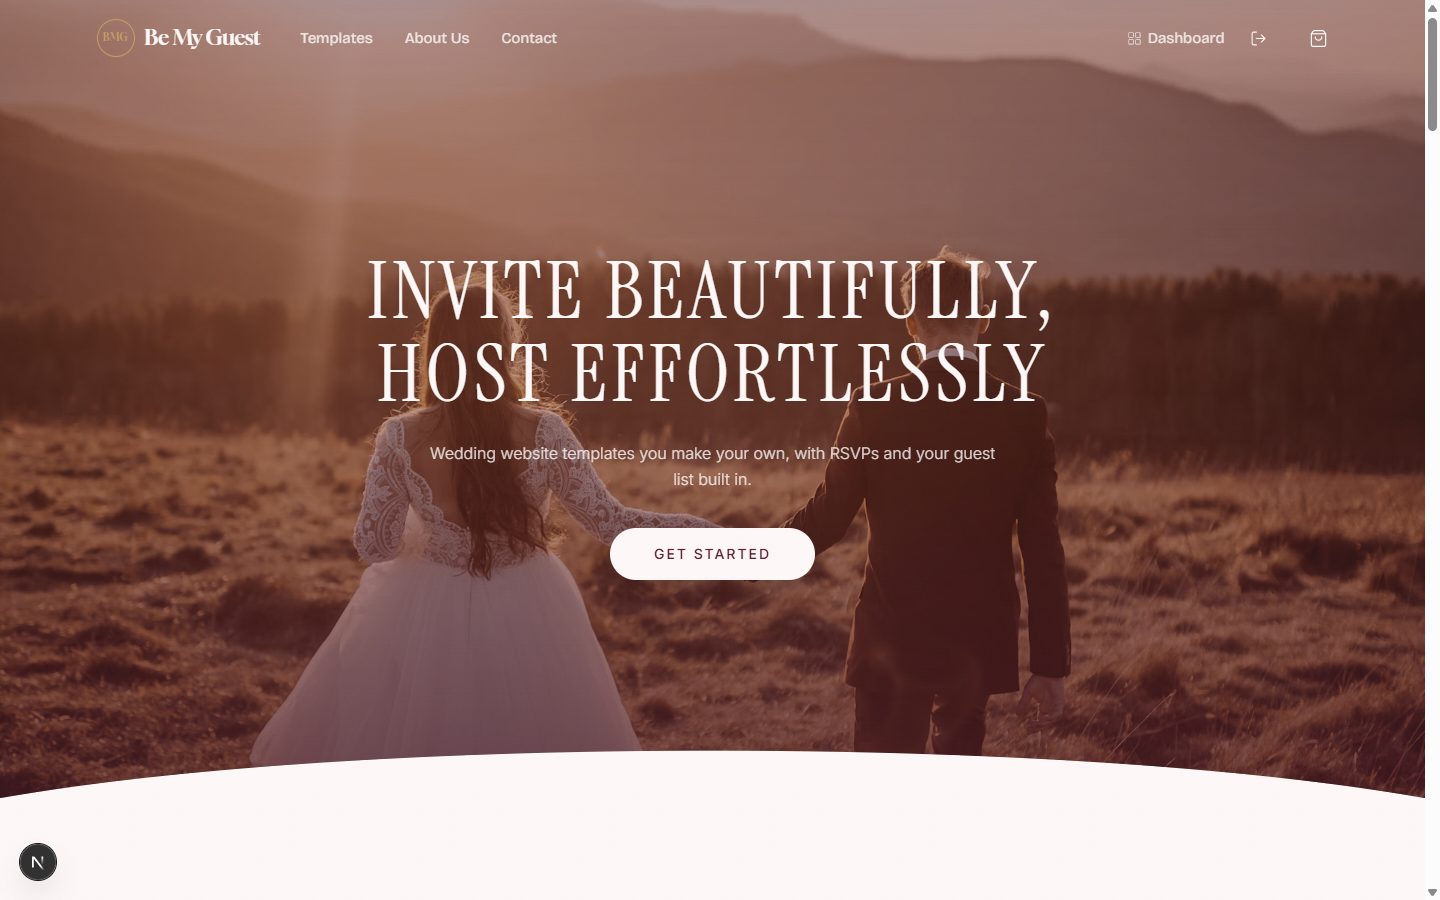 BMG
Be My Guest
Templates
About Us
Contact
Dashboard
INVITE BEAUTIFULLY,
HOST EFFORTLESSLY
Wedding website templates you make your own, with RSVPs and your guest
list built in.
GET STARTED
N